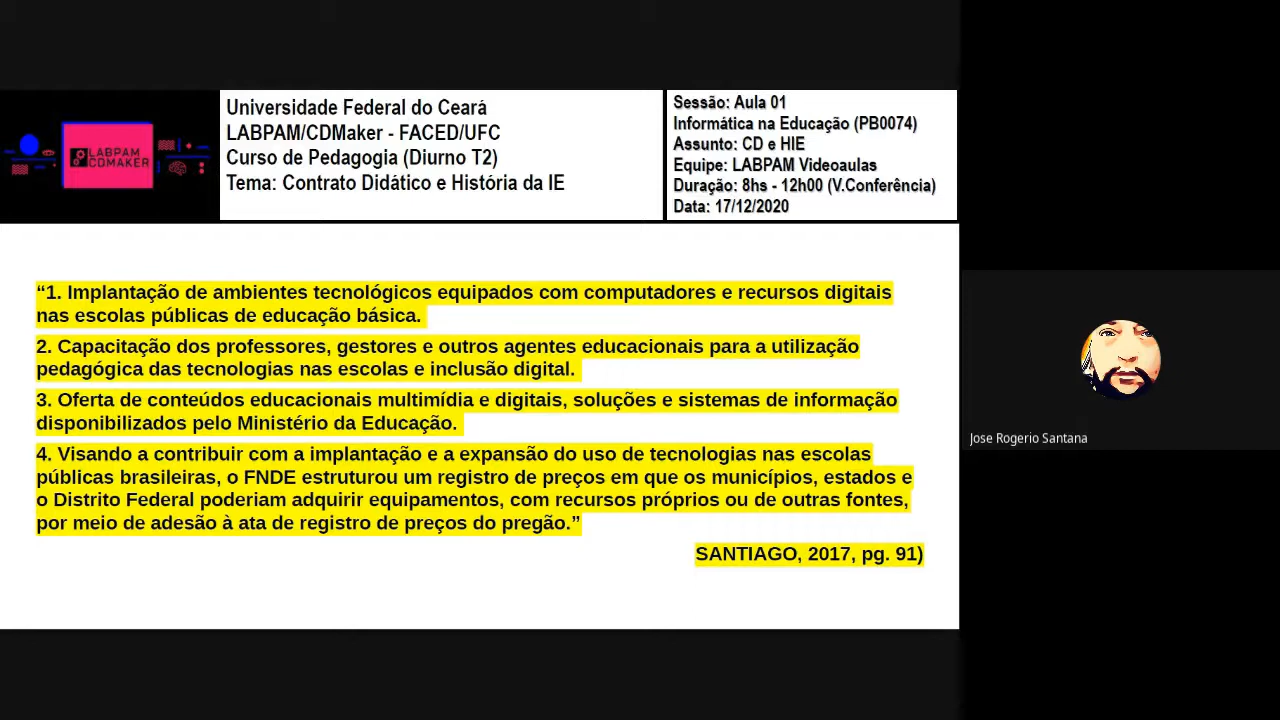 LABPAM
CDMAKER
Universidade Federal do Ceará
LABPAM/CDMaker - FACED/UFC
Curso de Pedagogia (Diurno T2)
Tema: Contrato Didático e História da IE
Sessão: Aula 01
Informática na Educação (PB0074)
Assunto: CD e HIE
Equipe: LABPAM Videoaulas
Duração: 8hs - 12h00 (V.Conferência)
Data: 17/12/2020
“1. Implantação de ambientes tecnológicos equipados com computadores e recursos digitais
nas escolas públicas de educação básica.
2. Capacitação dos professores, gestores e outros agentes educacionais para a utilização
pedagógica das tecnologias nas escolas e inclusão digital.
3. Oferta de conteúdos educacionais multimídia e digitais, soluções e sistemas de informação
disponibilizados pelo Ministério da Educação.
4. Visando a contribuir com a implantação e a expansão do uso de tecnologias nas escolas
públicas brasileiras, o FNDE estruturou um registro de preços em que os municípios, estados e
o Distrito Federal poderiam adquirir equipamentos, com recursos próprios ou de outras fontes,
por meio de adesão à ata de registro de preços do pregão.”
SANTIAGO, 2017, pg. 91)
Jose Rogerio Santana